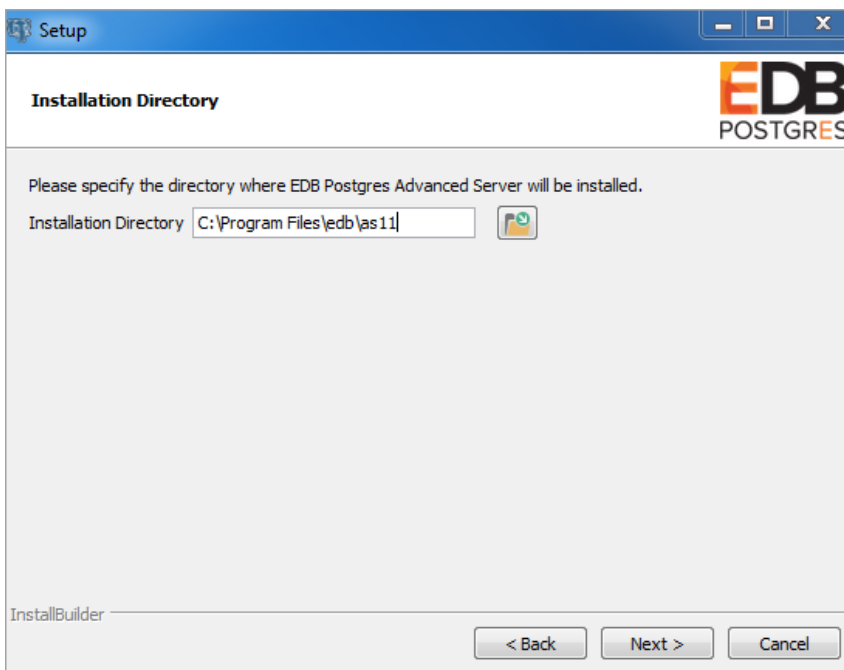 Setup
Installation Directory
EDB
POSTGRES
Please specify the directory where EDB Postgres Advanced Server will be installed.
Installation Directory C:\Program Files\edb\as11
InstallBuilder
< Back Next > Cancel